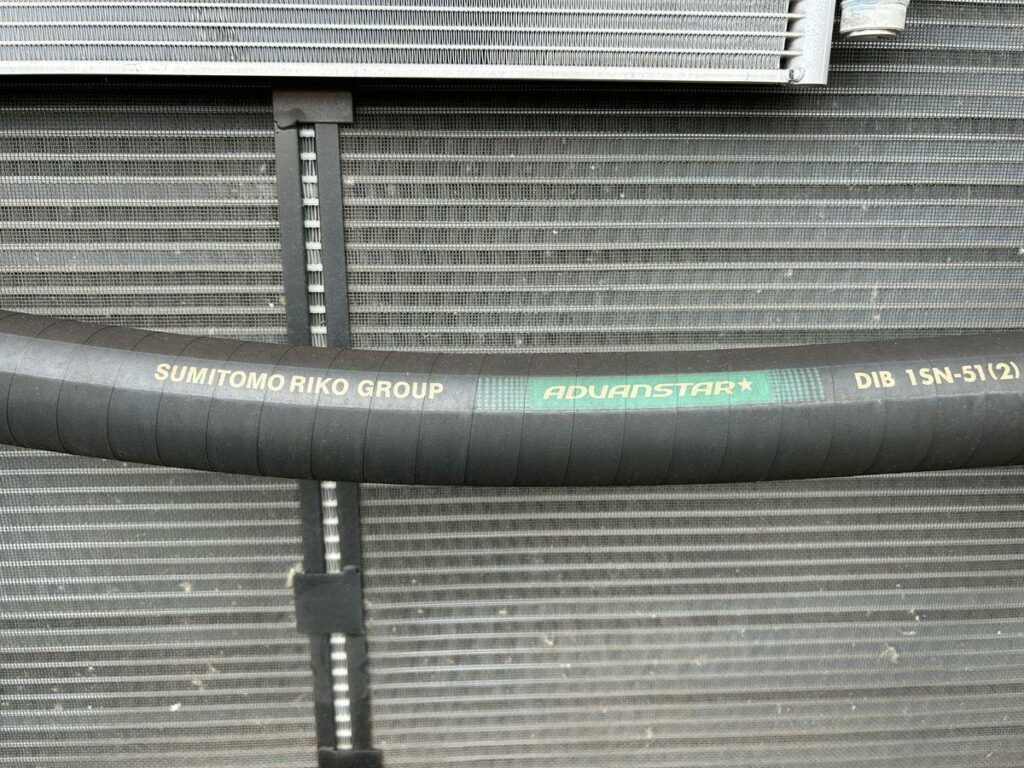 SUMITOMO RIKO GROUP ADVANSTAR★ DIB 1SN-51(2)